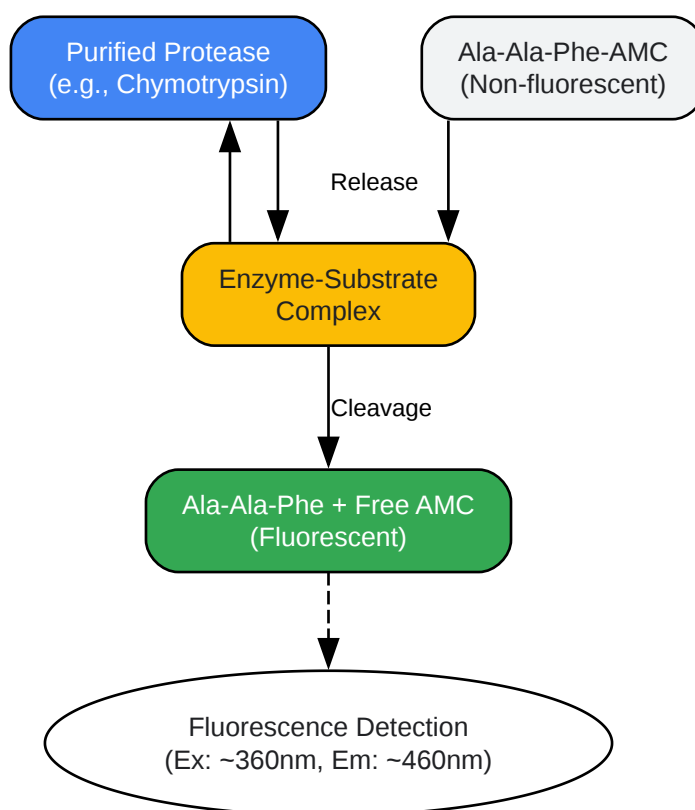 Purified Protease
(e.g., Chymotrypsin)
Ala-Ala-Phe-AMC
(Non-fluorescent)
Release
Enzyme-Substrate
Complex
Cleavage
Ala-Ala-Phe + Free AMC
(Fluorescent)
Fluorescence Detection
(Ex: ~360nm, Em: ~460nm)